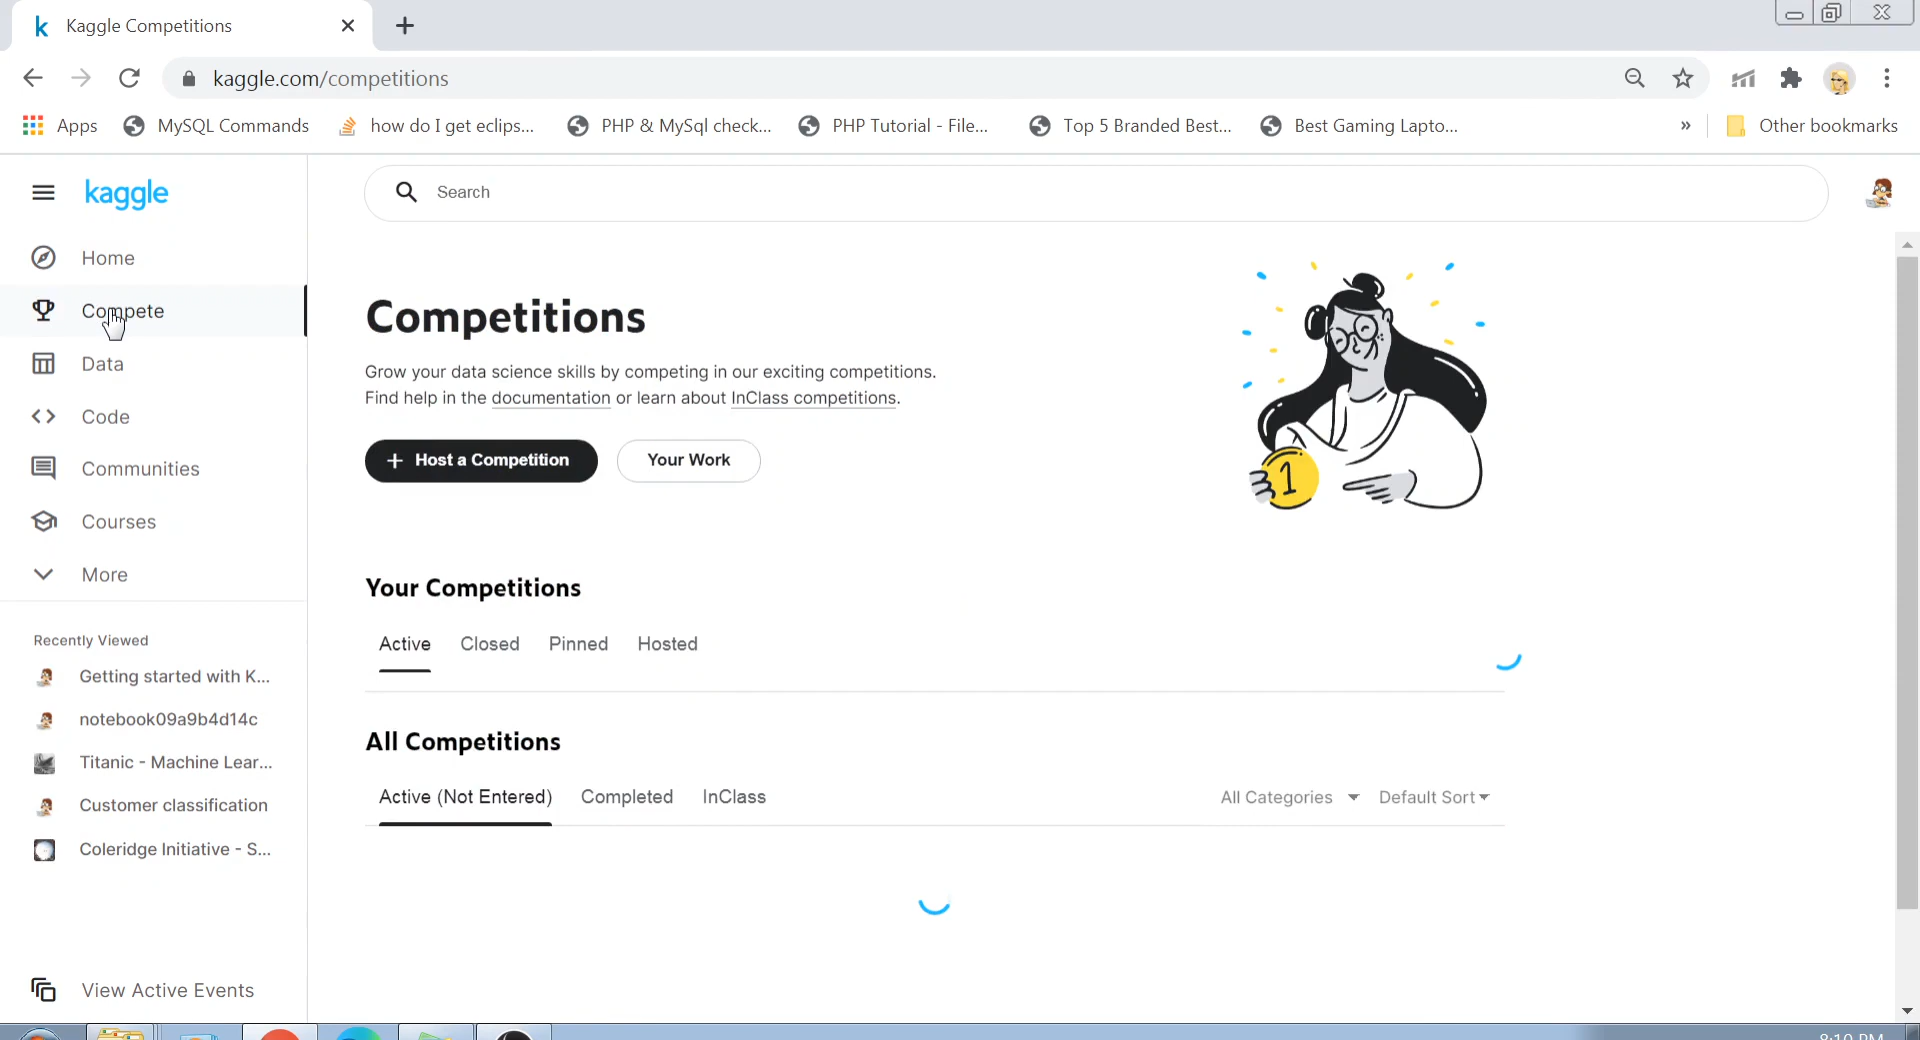 Kaggle Competitions
kaggle.com/competitions
Apps MySQL Commands how do I get eclips... PHP & MySql check... PHP Tutorial - File... Top 5 Branded Best... Best Gaming Lapto... » Other bookmarks
kaggle
Search
Home
Compete
Data
Code
Communities
Courses
More
Recently Viewed
Getting started with K...
notebook09a9b4d14c
Titanic - Machine Lear...
Customer classification
Coleridge Initiative - S...
View Active Events
Competitions
Grow your data science skills by competing in our exciting competitions.
Find help in the documentation or learn about InClass competitions.
+ Host a Competition Your Work
1
Your Competitions
Active Closed Pinned Hosted
All Competitions
Active (Not Entered) Completed InClass All Categories Default Sort
8:10 PM